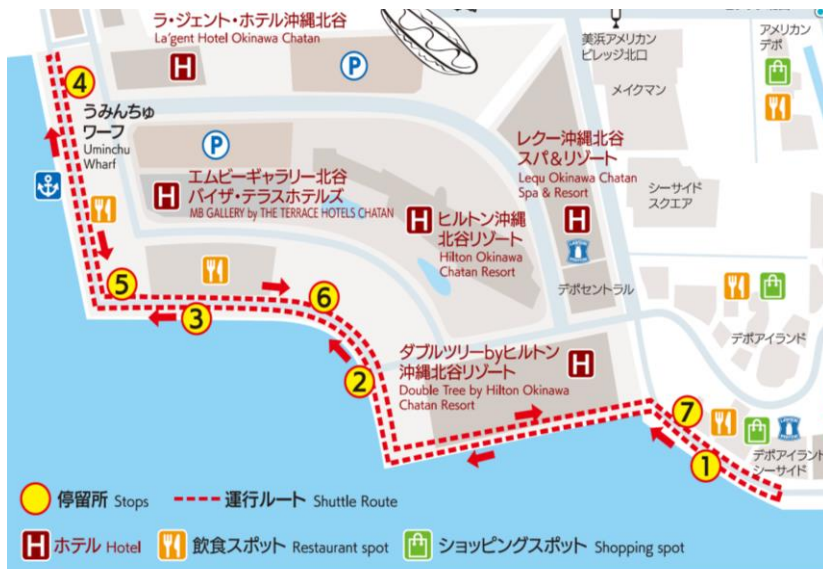 ラ・ジェント・ホテル沖縄北谷
La'gent Hotel Okinawa Chatan
H
P
美浜アメリカン
ビレッジ北口
アメリカン
デポ
メイクマン
4
うみんちゅ
ワーフ
Uminchu
Wharf
P
エムビーギャラリー北谷
バイザ・テラスホテルズ
MB GALLERY by THE TERRACE HOTELS CHATAN
H
レクー沖縄北谷
スパ&リゾート
Lequ Okinawa Chatan
Spa & Resort
H
シーサイド
スクエア
H
ヒルトン沖縄
北谷リゾート
Hilton Okinawa
Chatan Resort
デポセントラル
デポアイランド
5
3
6
2
ダブルツリーbyヒルトン
沖縄北谷リゾート
Double Tree by Hilton Okinawa
Chatan Resort
H
7
1
デポアイランド
シーサイド
停留所 Stops
運行ルート Shuttle Route
H ホテル Hotel
飲食スポット Restaurant spot
ショッピングスポット Shopping spot